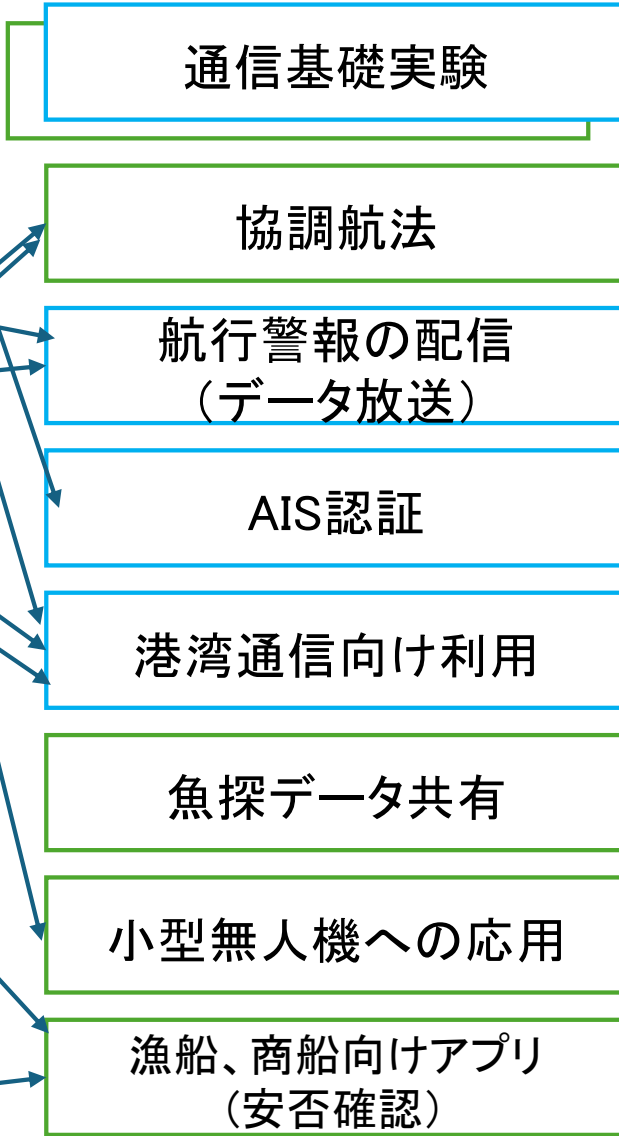 通信基礎実験
協調航法
航行警報の配信
（データ放送）
AIS認証
港湾通信向け利用
魚探データ共有
小型無人機への応用
漁船、商船向けアプリ
（安否確認）